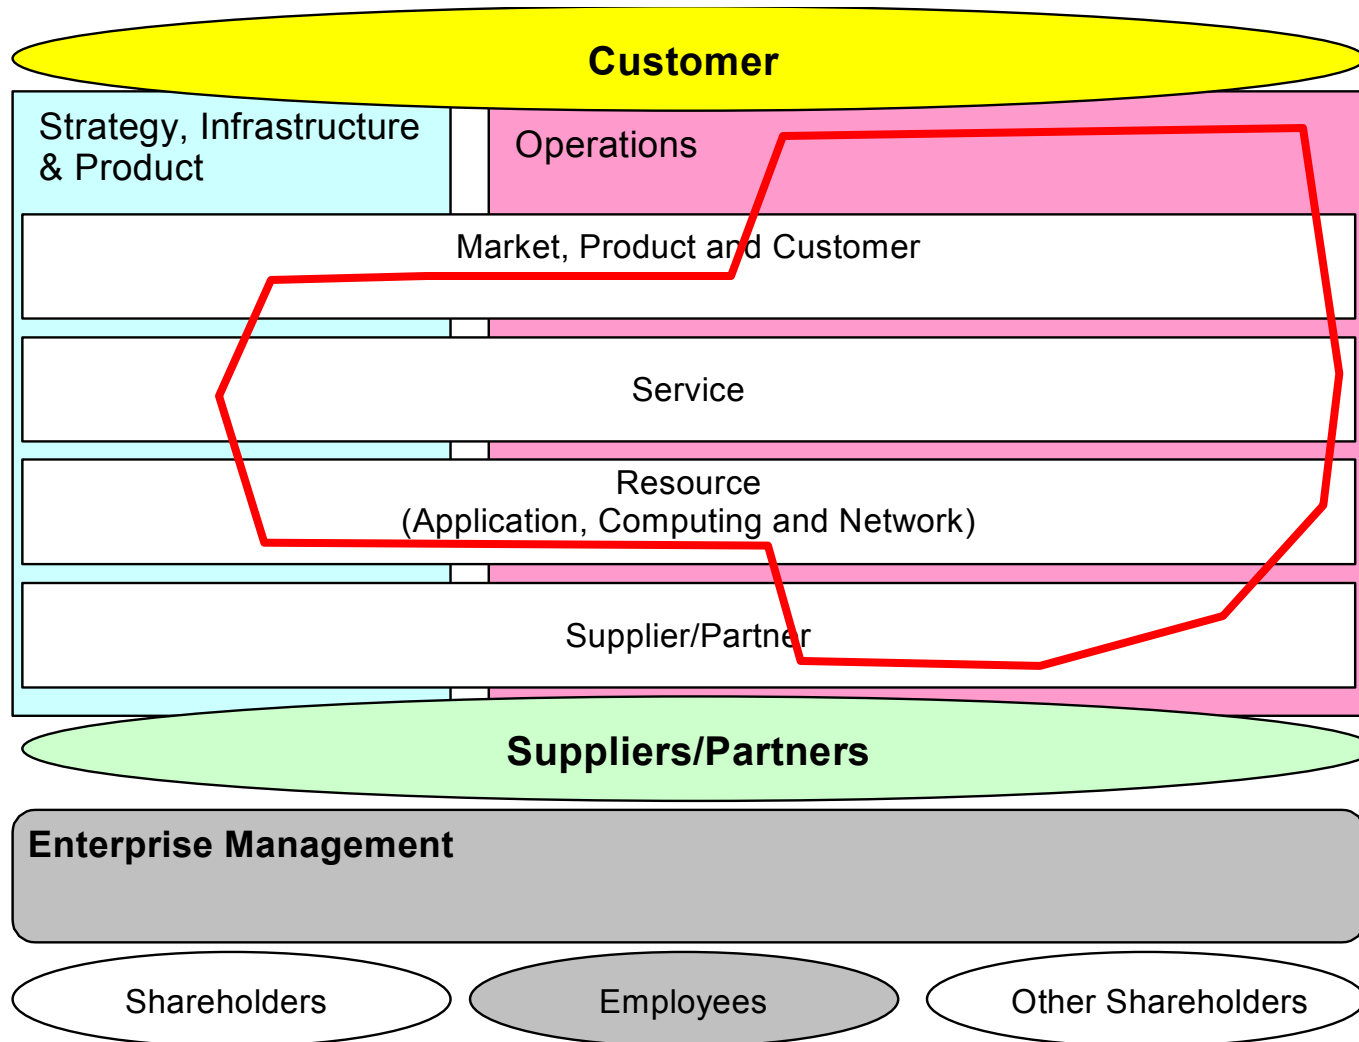 Customer
Strategy, Infrastructure
& Product
Operations
Market, Product and Customer
Service
Resource
(Application, Computing and Network)
Supplier/Partner
Suppliers/Partners
Enterprise Management
Shareholders
Employees
Other Shareholders